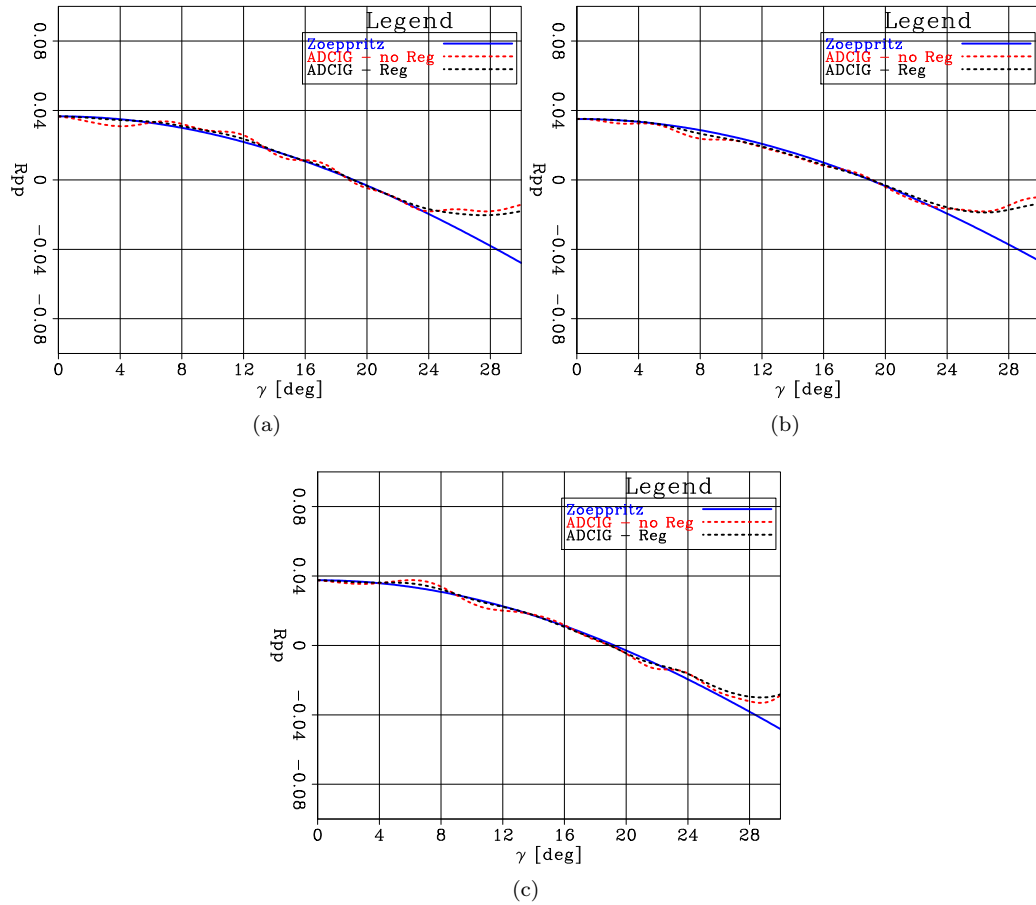 Legend
Zoeppritz
ADCIG - no Reg
ADCIG - Reg
0.08
0.04
0
-0.04
-0.08
Rpp
0 4 8 12 16 20 24 28
γ [deg]
(a)
Legend
Zoeppritz
ADCIG - no Reg
ADCIG - Reg
0.08
0.04
0
-0.04
-0.08
Rpp
0 4 8 12 16 20 24 28
γ [deg]
(b)
Legend
Zoeppritz
ADCIG - no Reg
ADCIG - Reg
0.08
0.04
0
-0.04
-0.08
Rpp
0 4 8 12 16 20 24 28
γ [deg]
(c)